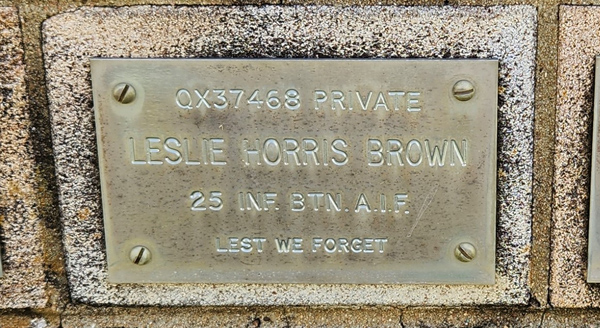 QX37468 PRIVATE
LESLIE HORRIS BROWN
25 INF. BTN. A.I.F.
LEST WE FORGET